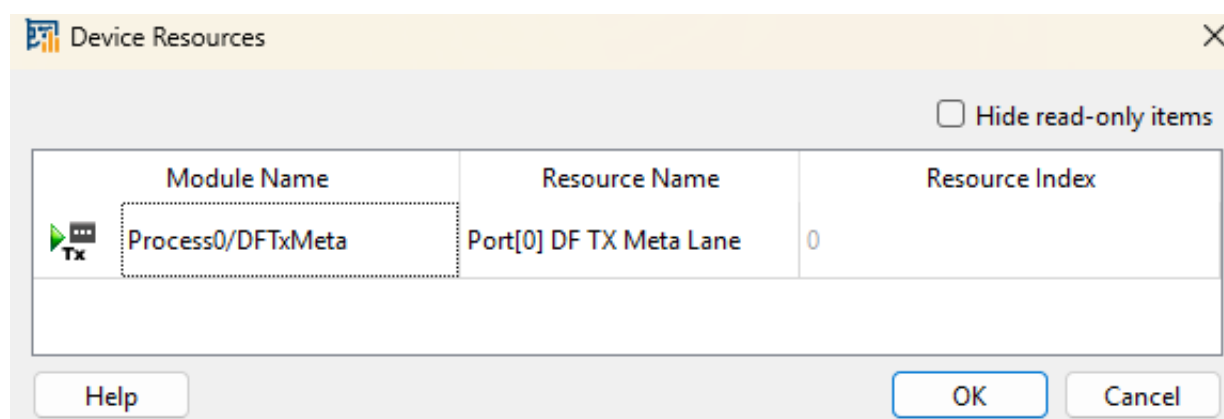 Device Resources
Hide read-only items
Module Name Resource Name Resource Index
Tx Process0/DFTxMeta Port[0] DF TX Meta Lane 0
Help OK Cancel